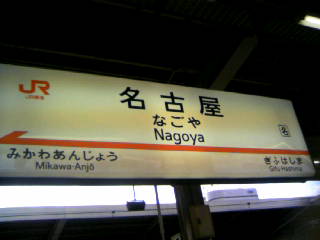 JR
JR東海
名古屋
なごや
Nagoya
名
みかわあんじょう
Mikawa-Anjō
ぎふはしま
Gifu-Hashima